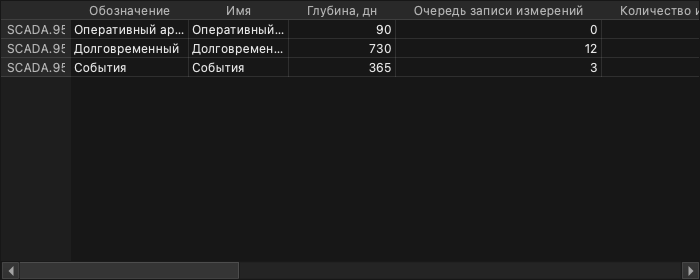 Обозначение Имя Глубина, дн Очередь записи измерений Количество
SCADA.95 Оперативный ар... Оперативный... 90 0
SCADA.95 Долговременный Долговремен... 730 12
SCADA.95 События События 365 3